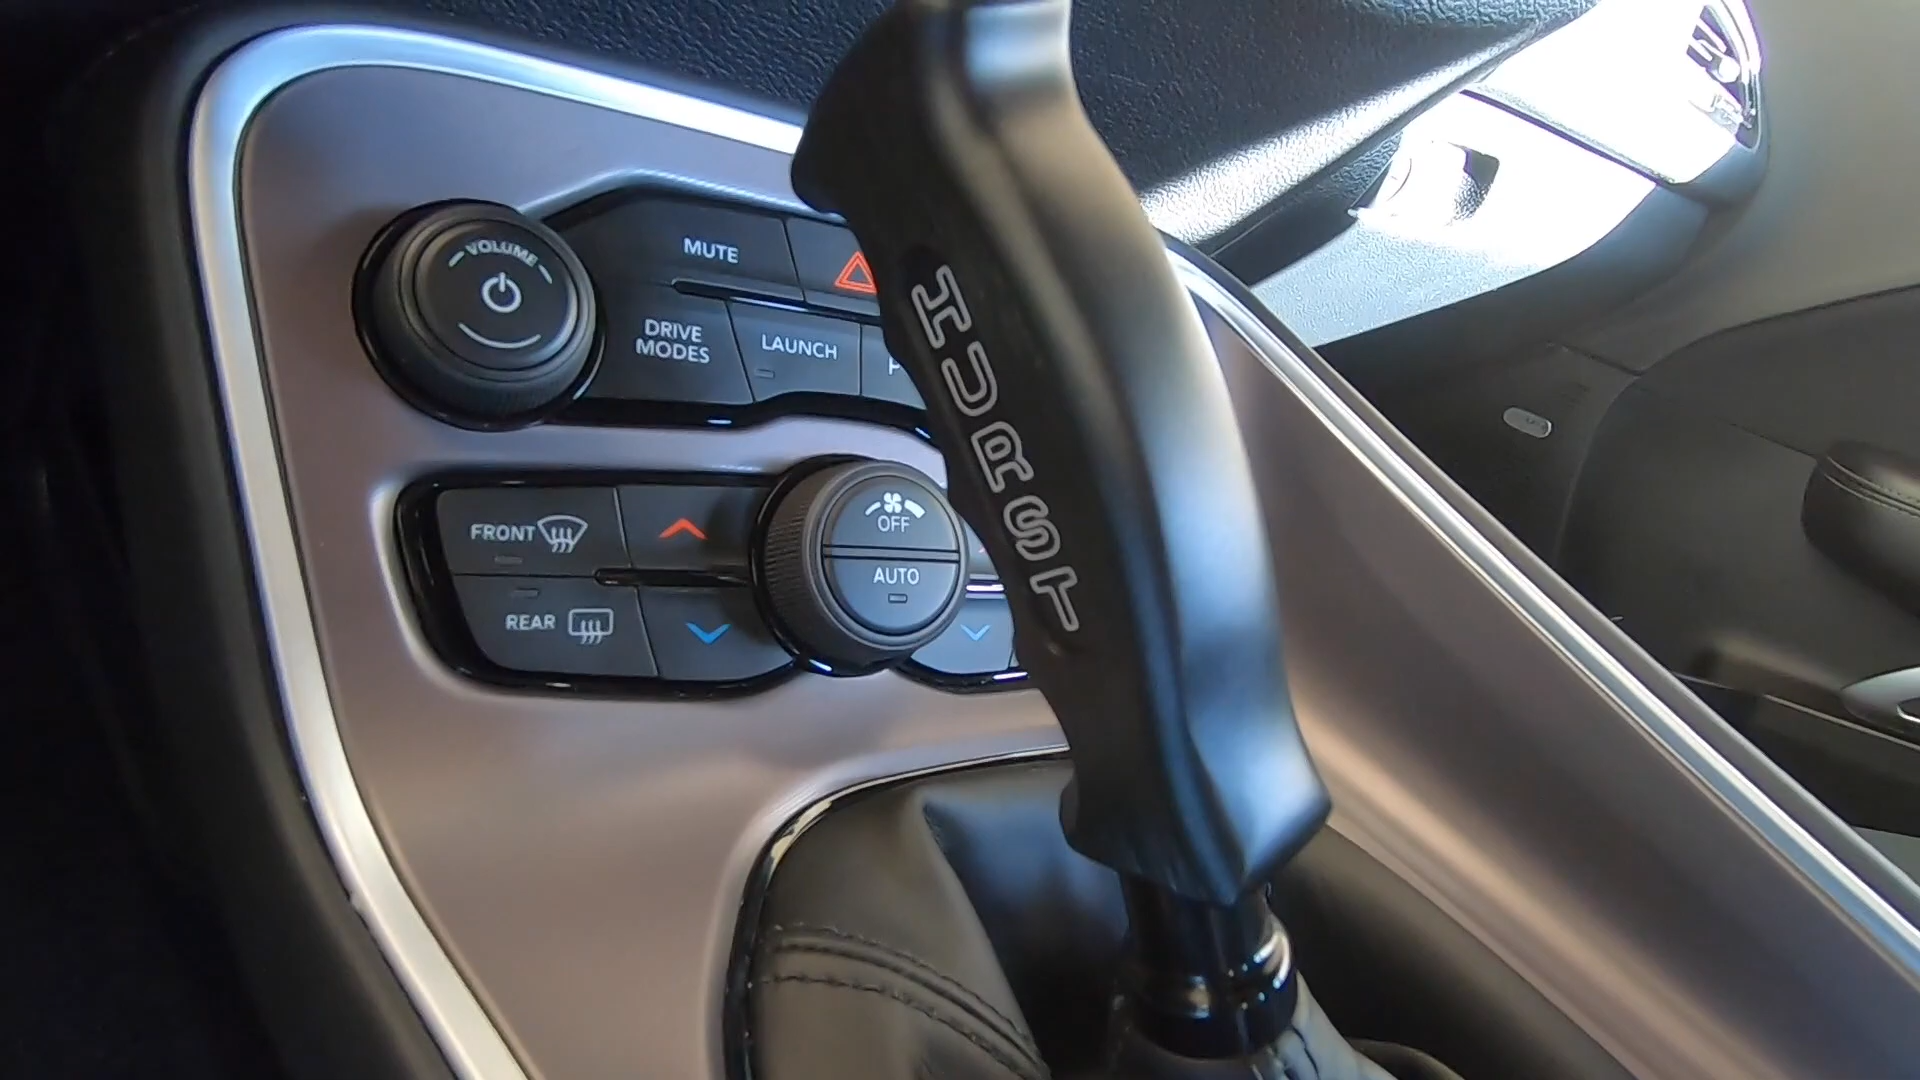 VOLUME
MUTE
DRIVE
MODES
LAUNCH
P
HURST
FRONT
OFF
AUTO
REAR